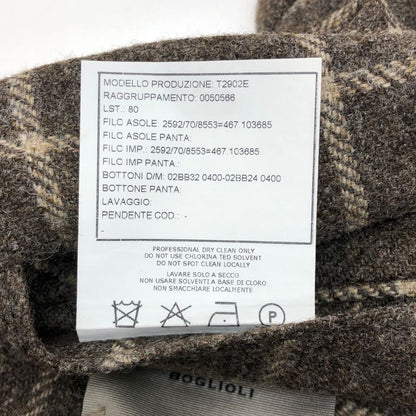 MODELLO PRODUZIONE: T2902E
RAGGRUPPAMENTO: 0050566
LST.: 80
FILC ASOLE: 2592/70/8553=467 103685
FILC ASOLE PANTA:
FILC IMP.: 2592/70/8553=467 103685
FILC IMP PANTA.:
BOTTONI D/M: 02BB32 0400-02BB24 0400
BOTTONE PANTA:
LAVAGGIO:
PENDENTE COD.: -
-
PROFESSIONAL DRY CLEAN ONLY
DO NOT USE CHLORINA TED SOLVENT
DO NOT SPOT CLEAN LOCALLY
LAVARE SOLO A SECCO
NON USARE SOLVENTI A BASE DI CLORO
NON SMACCHIARE LOCALMENTE
P
BOGLIOLI